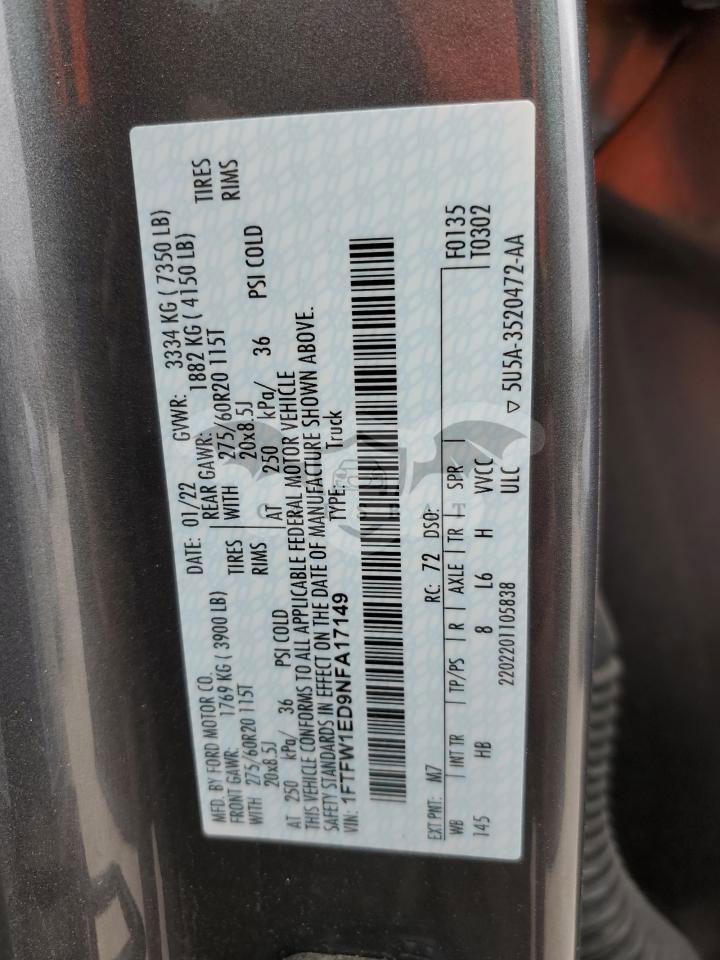 MFD. BY FORD MOTOR CO.
DATE: 01/22 GVWR: 3334 KG ( 7350 LB)
FRONT GAWR: 1769 KG ( 3900 LB)
REAR GAWR: 1882 KG ( 4150 LB)
WITH 275/60R20 115T TIRES
WITH 275/60R20 115T TIRES
20x8.5J RIMS
20x8.5J RIMS
AT 250 kPa/ 36 PSI COLD
AT 250 kPa/ 36 PSI COLD
THIS VEHICLE CONFORMS TO ALL APPLICABLE FEDERAL MOTOR VEHICLE
SAFETY STANDARDS IN EFFECT ON THE DATE OF MANUFACTURE SHOWN ABOVE.
VIN: 1FTFW1ED9NFA17149 TYPE: Truck
F0135
EXT PNT: M7 RC: 72 DSO: T0302
WB INT TR TP/PS R AXLE TR SPR
145 HB 8 L6 H VVCC
2202201105838 ULC ▽ 5U5A-3520472-AA